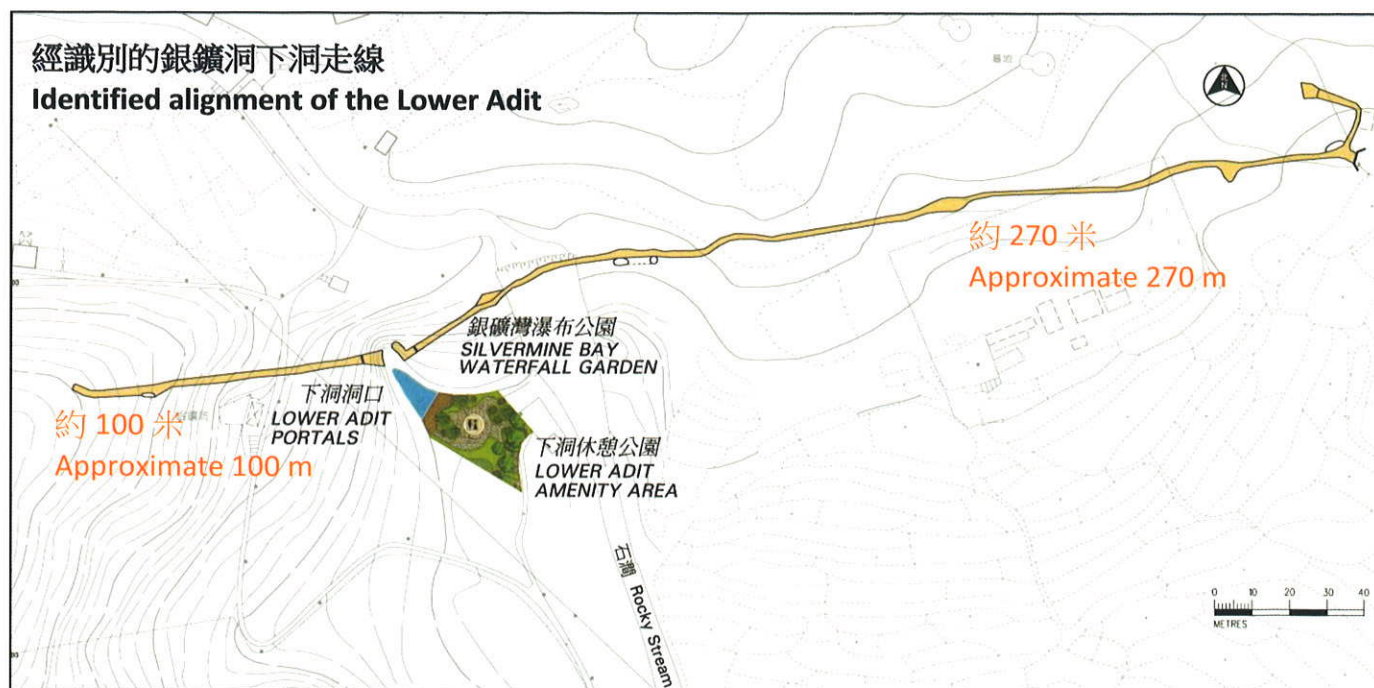 經識別的銀鑛洞下洞走線
Identified alignment of the Lower Adit
N
約 270 米
Approximate 270 m
銀礦灣瀑布公園
SILVERMINE BAY
WATERFALL GARDEN
下洞洞口
LOWER ADIT
PORTALS
約 100 米
Approximate 100 m
下洞休憩公園
LOWER ADIT
AMENITY AREA
石澗 Rocky Stream
0 10 20 30 40
METRES